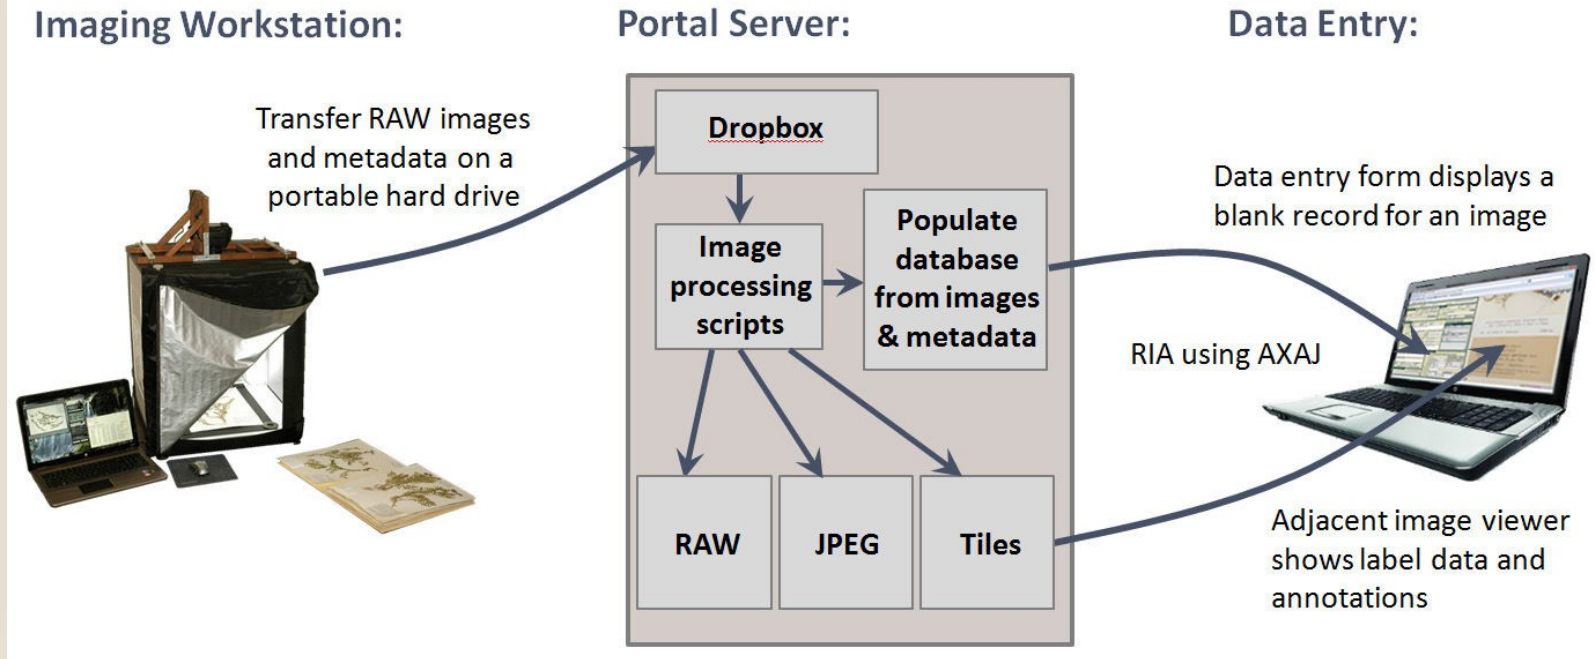 Imaging Workstation:
Portal Server:
Data Entry:
Transfer RAW images
and metadata on a
portable hard drive
Dropbox
Image
processing
scripts
Populate
database
from images
& metadata
RAW
JPEG
Tiles
Data entry form displays a
blank record for an image
RIA using AXAJ
Adjacent image viewer
shows label data and
annotations